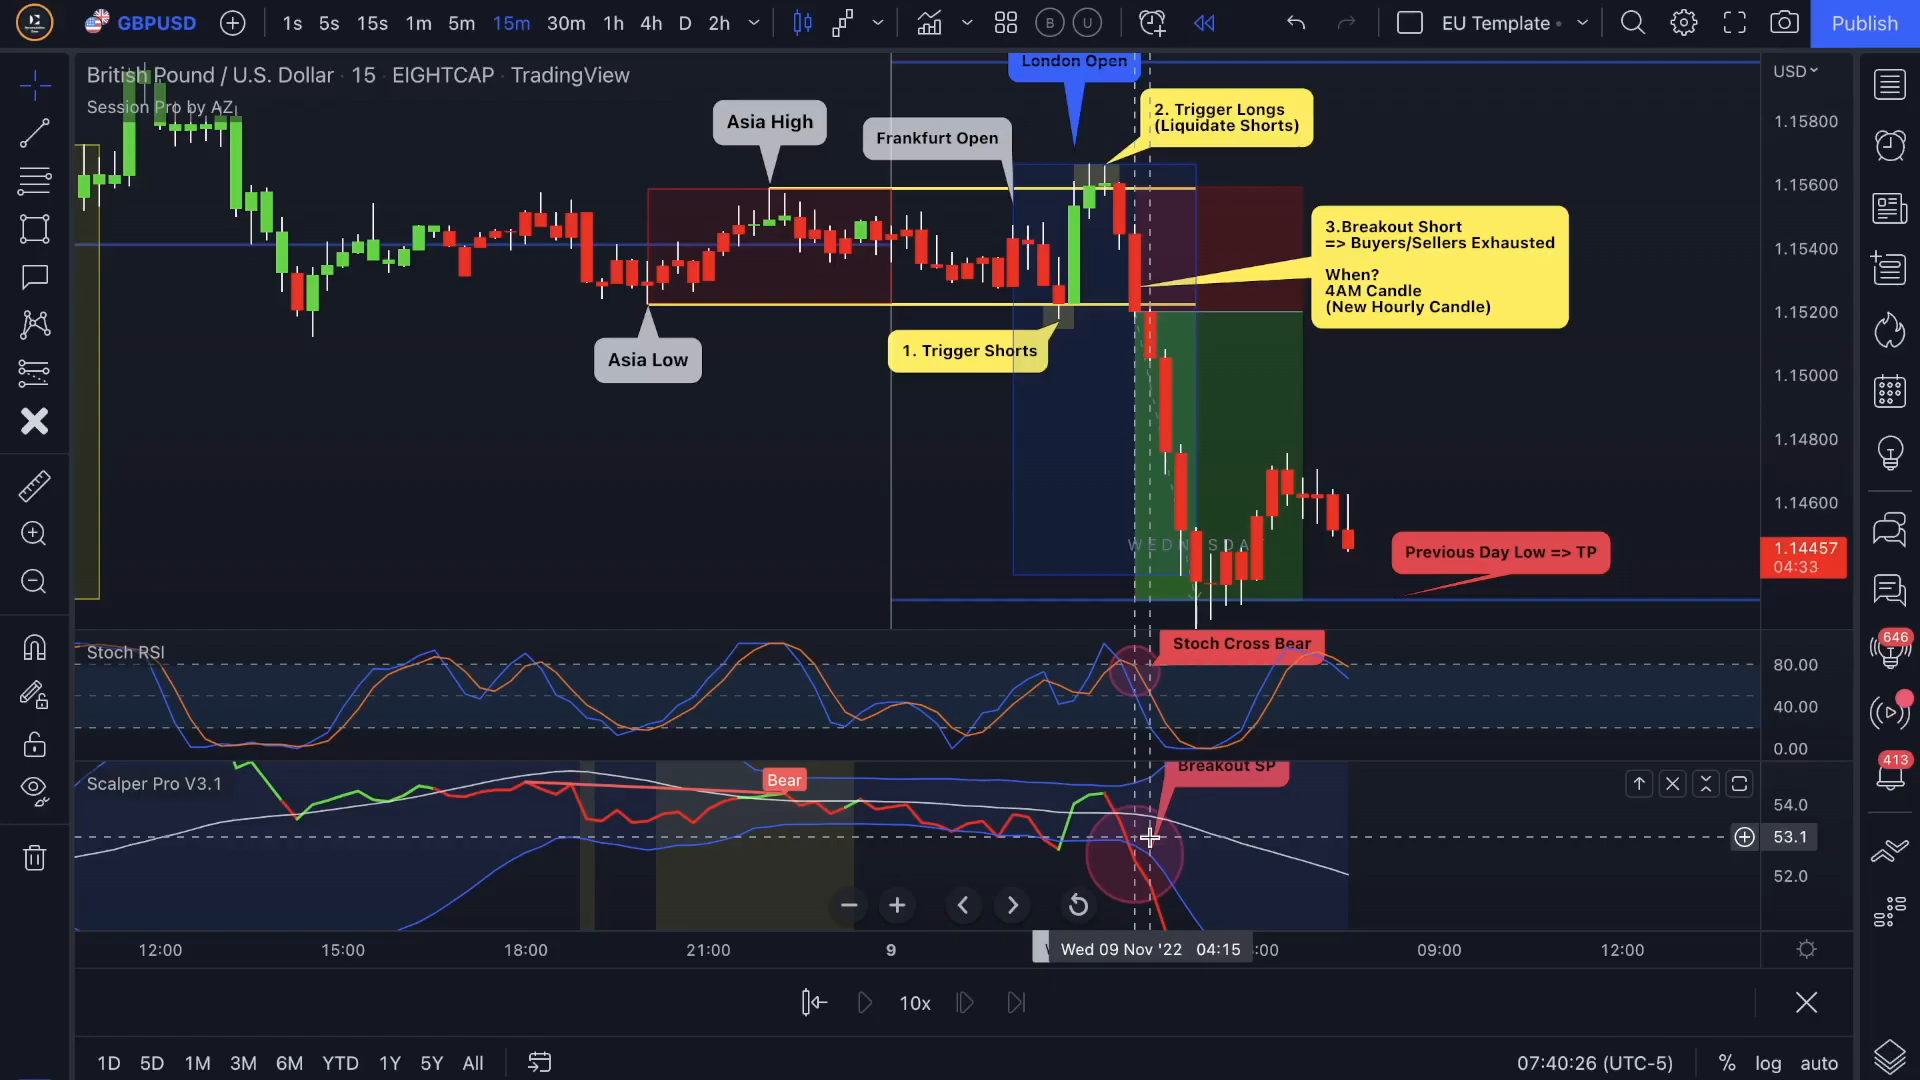 GBPUSD
1s 5s 15s 1m 5m 15m 30m 1h 4h D 2h
B U
EU Template
Publish
British Pound / U.S. Dollar · 15 · EIGHTCAP · TradingView
USD
Session Pro by AZ
London Open
2. Trigger Longs
(Liquidate Shorts)
Asia High
Frankfurt Open
3.Breakout Short
=> Buyers/Sellers Exhausted
When?
4AM Candle
(New Hourly Candle)
1. Trigger Shorts
Asia Low
WEDNESDA
Previous Day Low => TP
1.15800
1.15600
1.15400
1.15200
1.15000
1.14800
1.14600
1.14457
04:33
Stoch RSI
Stoch Cross Bear
80.00
40.00
0.00
Scalper Pro V3.1
Bear
Breakout SP
54.0
53.1
52.0
646
413
12:00 15:00 18:00 21:00 9 Wed 09 Nov '22 04:15 :00 09:00 12:00
10x
1D 5D 1M 3M 6M YTD 1Y 5Y All
07:40:26 (UTC-5) % log auto